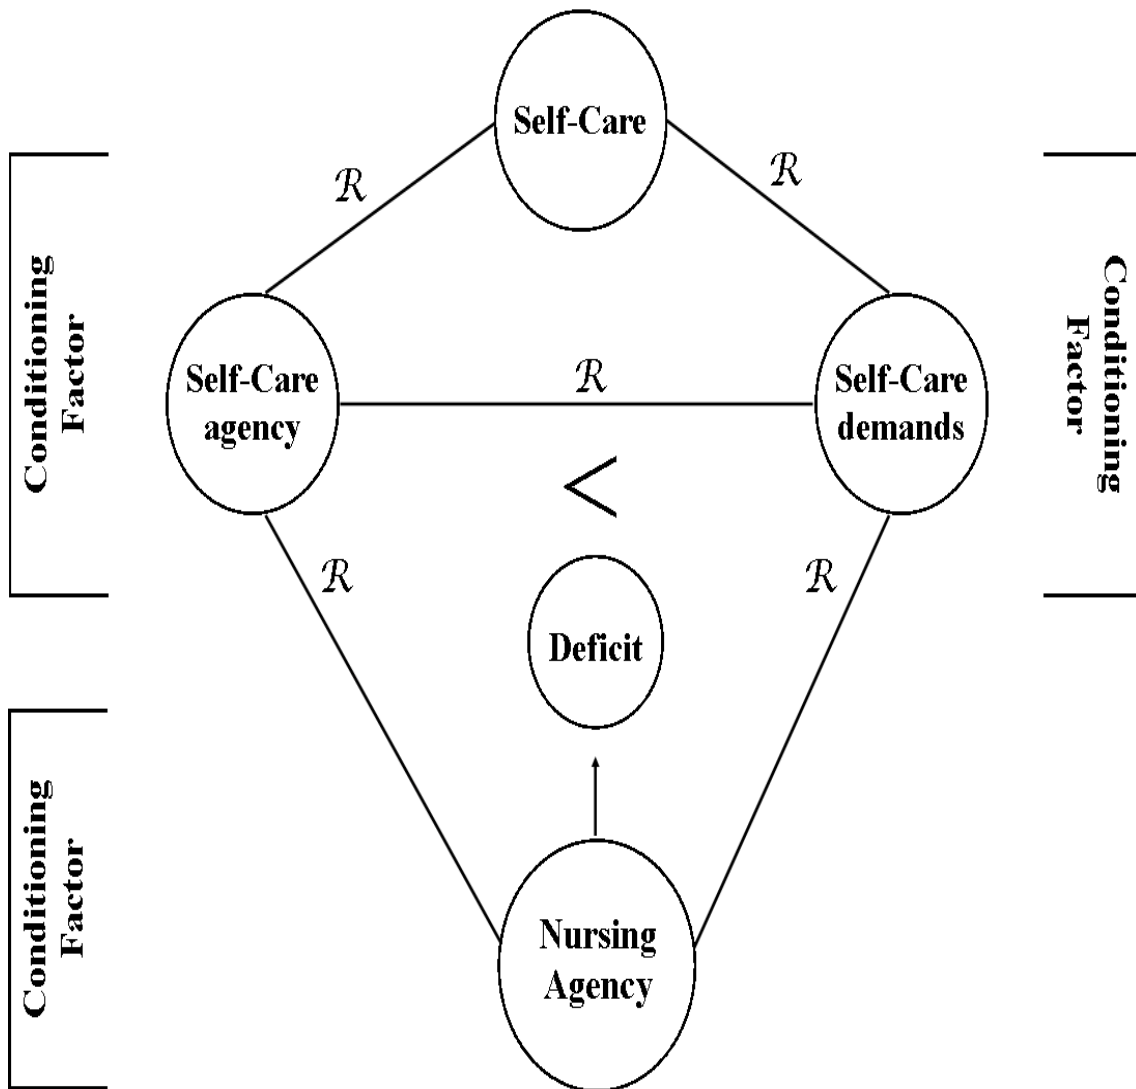 Self-Care
ℛ
ℛ
Conditioning
Factor
Conditioning
Factor
Self-Care
agency
ℛ
Self-Care
demands
<
ℛ
ℛ
Deficit
Conditioning
Factor
Nursing
Agency